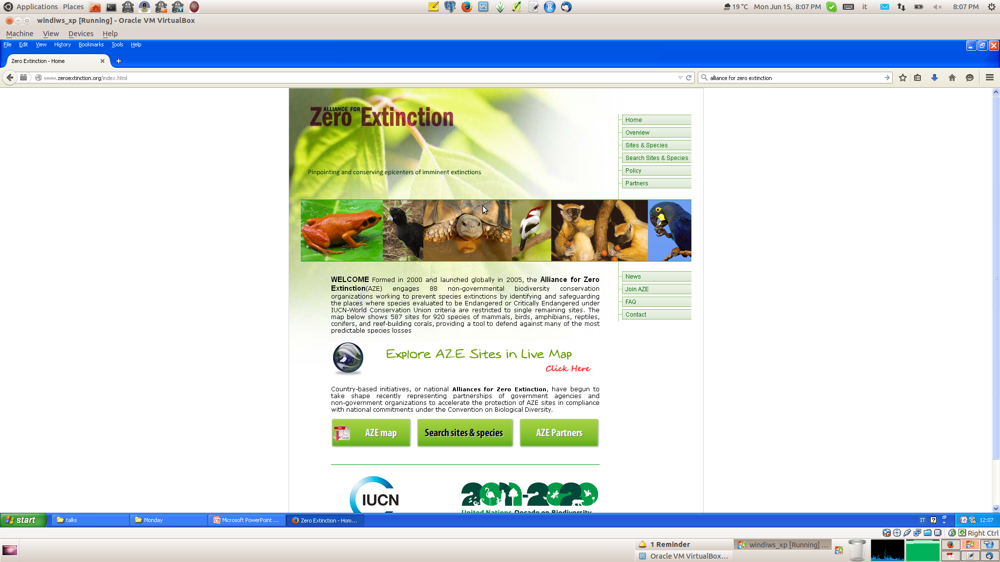 Applications Places 19 °C Mon Jun 15, 8:07 PM it 8:07 PM
windiws_xp [Running] - Oracle VM VirtualBox
Machine View Devices Help
File Edit View History Bookmarks Tools Help
Zero Extinction - Home
www.zeroextinction.org/index.html
alliance for zero extinction
ALLIANCE FOR
Zero Extinction
Pinpointing and conserving epicenters of imminent extinctions
Home
Overview
Sites & Species
Search Sites & Species
Policy
Partners
WELCOME Formed in 2000 and launched globally in 2005, the Alliance for Zero
Extinction(AZE) engages 88 non-governmental biodiversity conservation
organizations working to prevent species extinctions by identifying and safeguarding
the places where species evaluated to be Endangered or Critically Endangered under
IUCN-World Conservation Union criteria are restricted to single remaining sites. The
map below shows 587 sites for 920 species of mammals, birds, amphibians, reptiles,
conifers, and reef-building corals, providing a tool to defend against many of the most
predictable species losses
News
Join AZE
FAQ
Contact
Explore AZE Sites in Live Map
Click Here
Country-based initiatives, or national Alliances for Zero Extinction, have begun to
take shape recently representing partnerships of government agencies and
non-government organizations to accelerate the protection of AZE sites in compliance
with national commitments under the Convention on Biological Diversity.
PDF
Adobe
AZE map
Search sites & species
AZE Partners
IUCN
2011-2020
United Nations Decade on Biodiversity
start talks Monday Microsoft PowerPoint ... Zero Extinction - Hom... IT 12:07
Right Ctrl
1 Reminder
windiws_xp [Running] ...
Oracle VM VirtualBox...